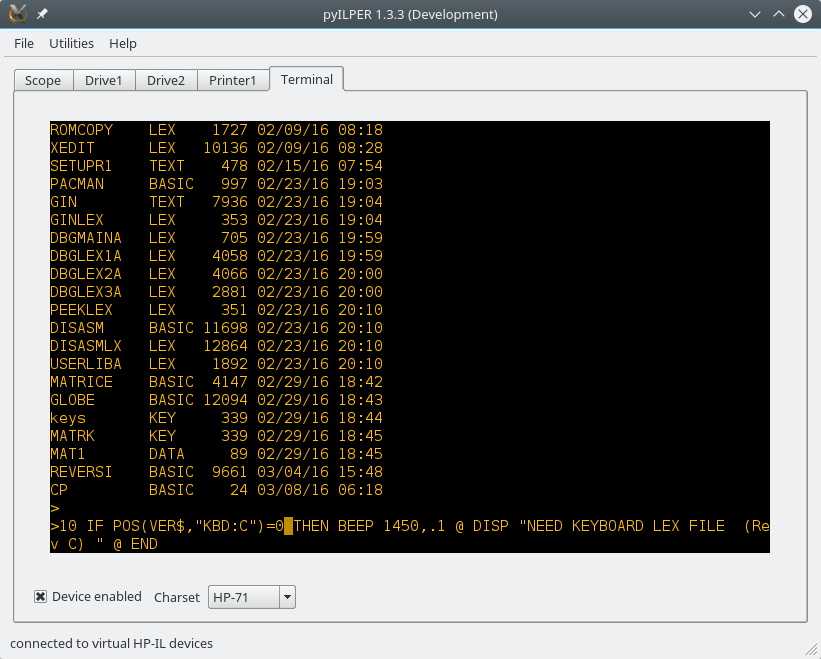 pyILPER 1.3.3 (Development)
File Utilities Help
Scope Drive1 Drive2 Printer1 Terminal
ROMCOPY LEX 1727 02/09/16 08:18
XEDIT LEX 10136 02/09/16 08:28
SETUPR1 TEXT 478 02/15/16 07:54
PACMAN BASIC 997 02/23/16 19:03
GIN TEXT 7936 02/23/16 19:04
GINLEX LEX 353 02/23/16 19:04
DBGMAINA LEX 705 02/23/16 19:59
DBGLEX1A LEX 4058 02/23/16 19:59
DBGLEX2A LEX 4066 02/23/16 20:00
DBGLEX3A LEX 2881 02/23/16 20:00
PEEKLEX LEX 351 02/23/16 20:10
DISASM BASIC 11698 02/23/16 20:10
DISASMLX LEX 12864 02/23/16 20:10
USERLIBA LEX 1892 02/23/16 20:10
MATRICE BASIC 4147 02/29/16 18:42
GLOBE BASIC 12094 02/29/16 18:43
keys KEY 339 02/29/16 18:44
MATRK KEY 339 02/29/16 18:45
MAT1 DATA 89 02/29/16 18:45
REVERSI BASIC 9661 03/04/16 15:48
CP BASIC 24 03/08/16 06:18
>
>10 IF POS(VER$,"KBD:C")=0 THEN BEEP 1450,.1 @ DISP "NEED KEYBOARD LEX FILE  (Re
v C) " @ END
Device enabled Charset HP-71
connected to virtual HP-IL devices